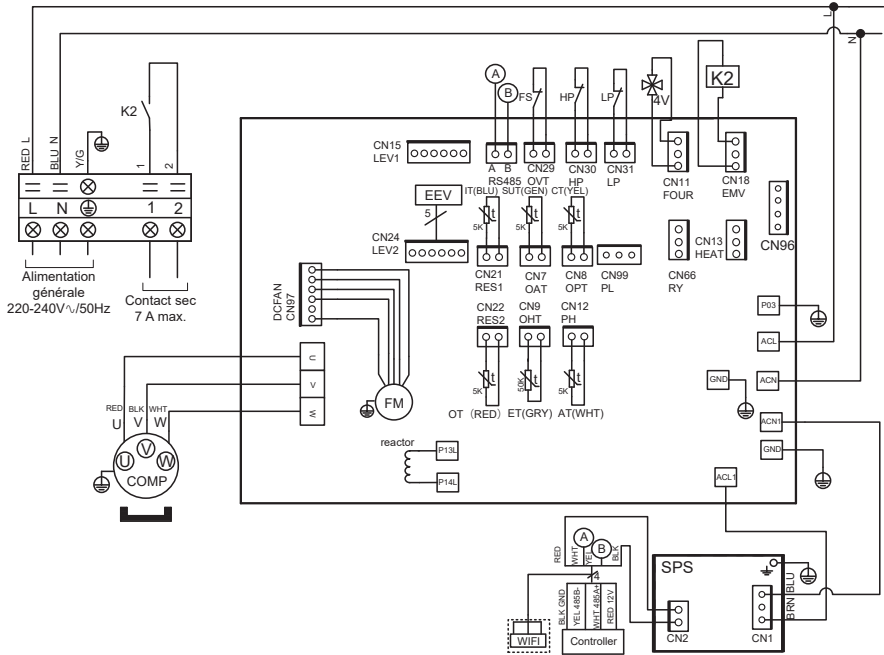 L
N
RED L
BLU N
Y/G
K2
1
2
L N 1 2
Alimentation
générale
220-240V∿/50Hz
Contact sec
7 A max.
A
B
FS
HP
LP
4V
K2
CN15
LEV1
A B
RS485
CN29
OVT
CN30
HP
CN31
LP
CN11
FOUR
CN18
EMV
CN96
EEV
5
CN24
LEV2
IT(BLU) SUT(GEN) CT(YEL)
t
5K
t
5K
t
5K
CN21
RES1
CN7
OAT
CN8
OPT
CN99
PL
CN66
RY
CN13
HEAT
DCFAN
CN97
CN22
RES2
CN9
OHT
CN12
PH
t
5K
t
50K
t
5K
OT (RED) ET(GRY) AT(WHT)
FM
U
V
W
P03
ACL
GND
ACN
ACN1
GND
ACL1
reactor
P13L
P14L
RED BLK WHT
U V W
U
V
W
COMP
RED
WHT
A
YEL
B
BLK
4
BLK GND
YEL 485B-
WHT 485A+
RED 12V
WIFI
Controller
SPS
CN2
CN1
BRN BLU